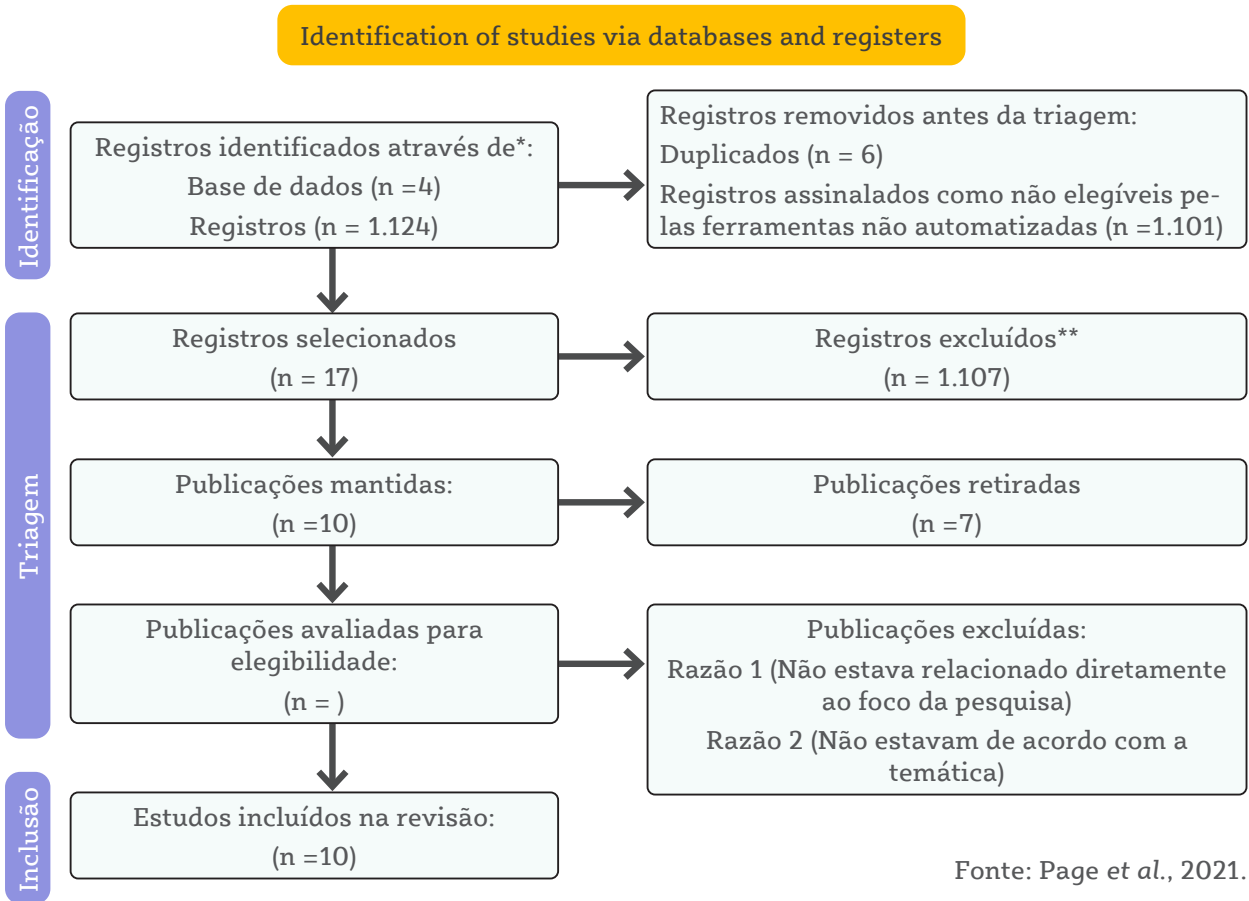 Identification of studies via databases and registers
Identificação
Registros identificados através de*:
Base de dados (n =4)
Registros (n = 1.124)
Registros removidos antes da triagem:
Duplicados (n = 6)
Registros assinalados como não elegíveis pe-
las ferramentas não automatizadas (n =1.101)
Triagem
Registros selecionados
(n = 17)
Registros excluídos**
(n = 1.107)
Publicações mantidas:
(n =10)
Publicações retiradas
(n =7)
Publicações avaliadas para
elegibilidade:
(n = )
Publicações excluídas:
Razão 1 (Não estava relacionado diretamente
ao foco da pesquisa)
Razão 2 (Não estavam de acordo com a
temática)
Inclusão
Estudos incluídos na revisão:
(n =10)
Fonte: Page et al., 2021.